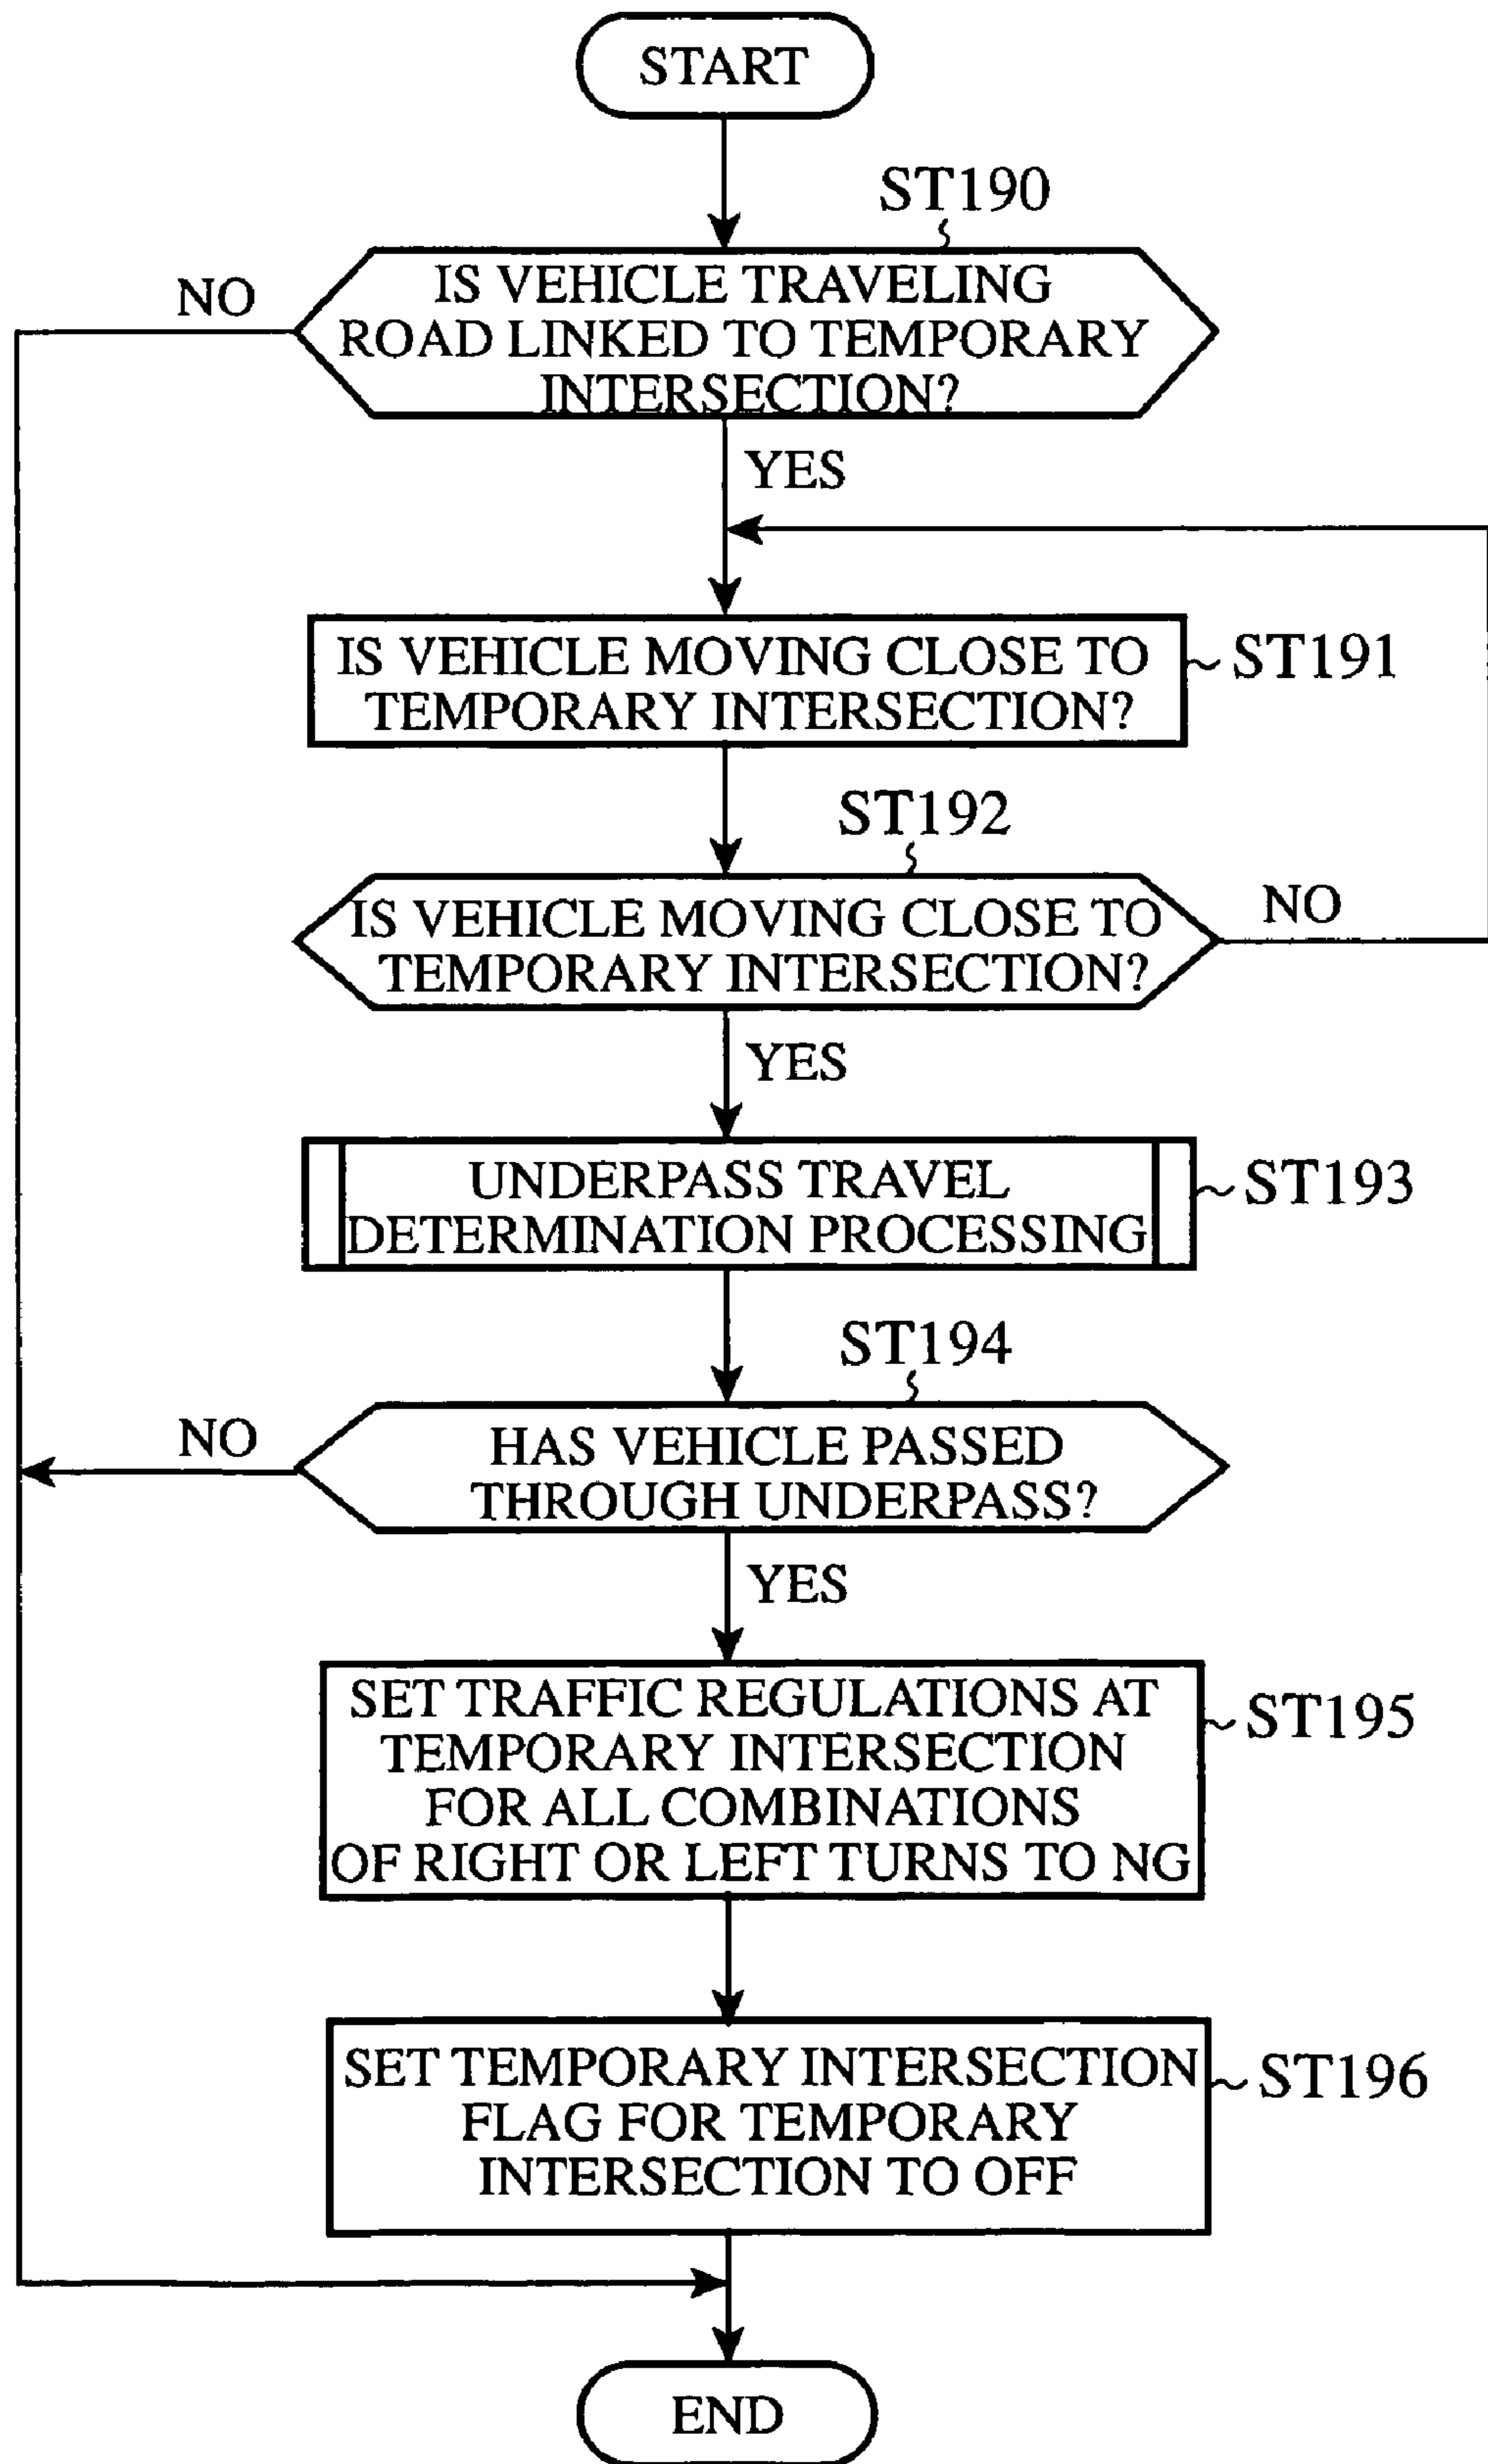 START
ST190
NO
IS VEHICLE TRAVELING
ROAD LINKED TO TEMPORARY
INTERSECTION?
YES
IS VEHICLE MOVING CLOSE TO
TEMPORARY INTERSECTION?
ST191
ST192
IS VEHICLE MOVING CLOSE TO
TEMPORARY INTERSECTION?
NO
YES
UNDERPASS TRAVEL
DETERMINATION PROCESSING
ST193
ST194
NO
HAS VEHICLE PASSED
THROUGH UNDERPASS?
YES
SET TRAFFIC REGULATIONS AT
TEMPORARY INTERSECTION
FOR ALL COMBINATIONS
OF RIGHT OR LEFT TURNS TO NG
ST195
SET TEMPORARY INTERSECTION
FLAG FOR TEMPORARY
INTERSECTION TO OFF
ST196
END